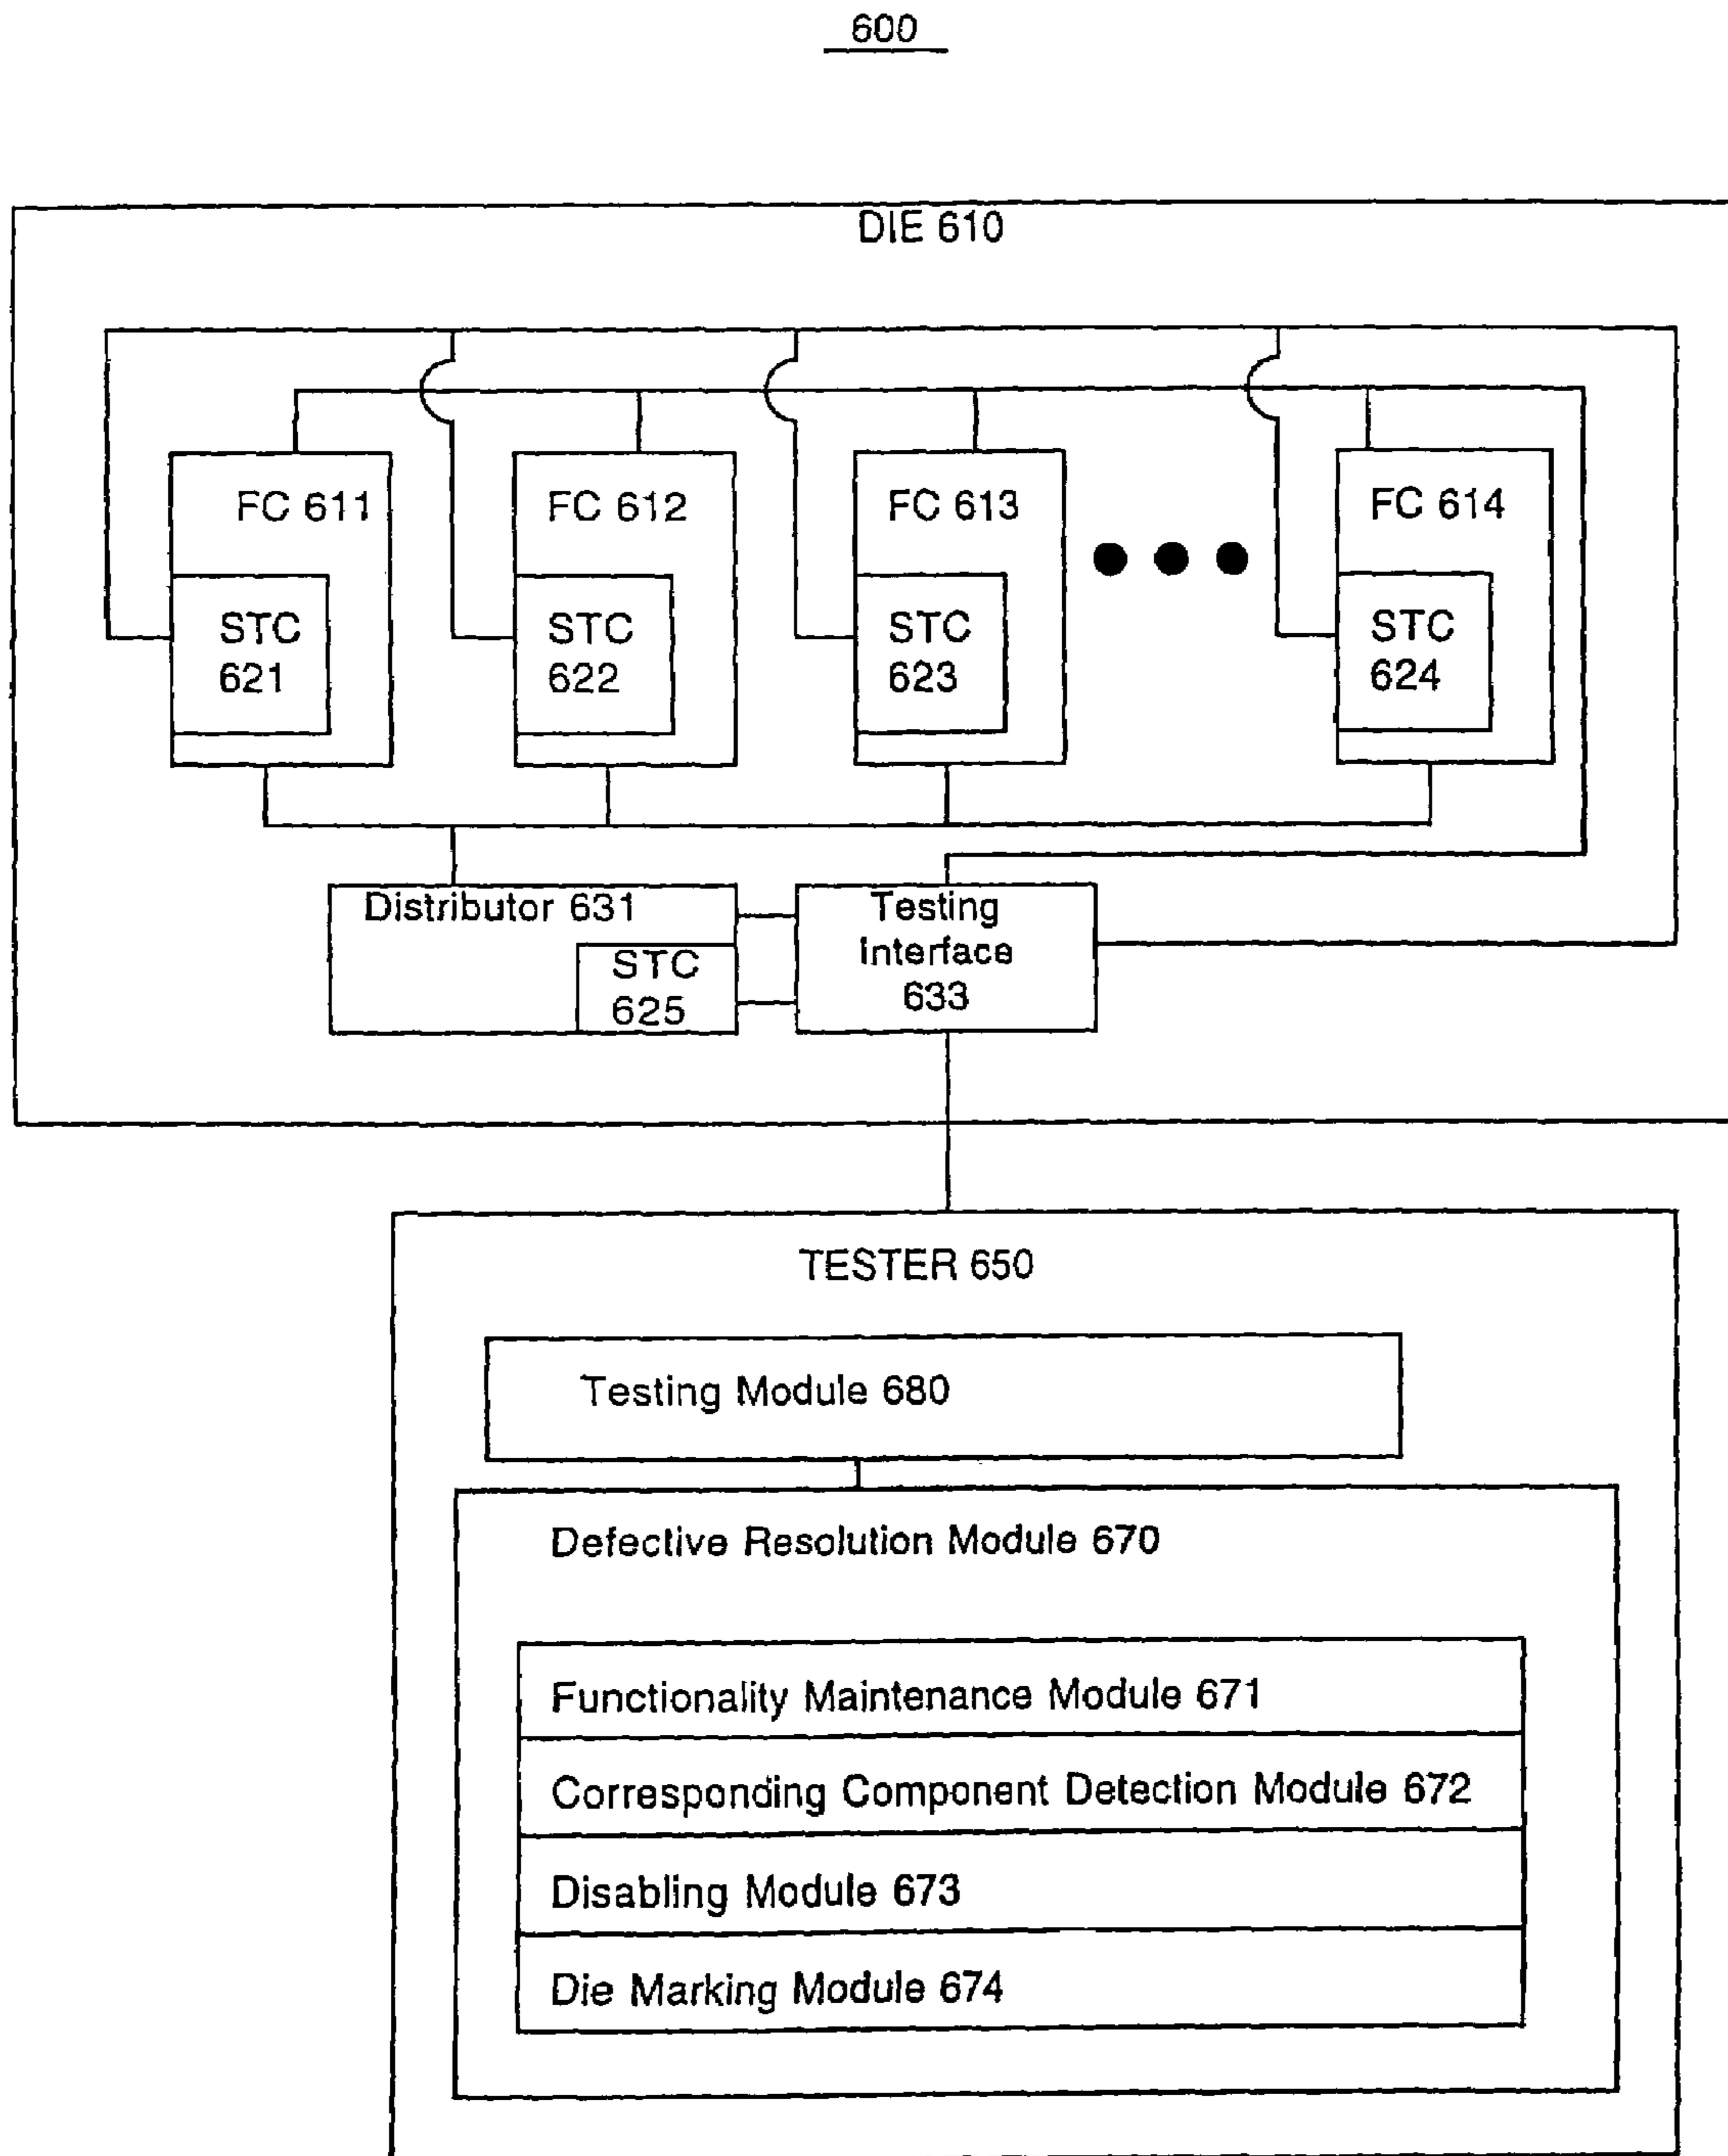 600
DIE 610
FC 611
FC 612
FC 613
FC 614
STC
621
STC
622
STC
623
STC
624
Distributor 631
STC
625
Testing
Interface
633
TESTER 650
Testing Module 680
Defective Resolution Module 670
Functionality Maintenance Module 671
Corresponding Component Detection Module 672
Disabling Module 673
Die Marking Module 674